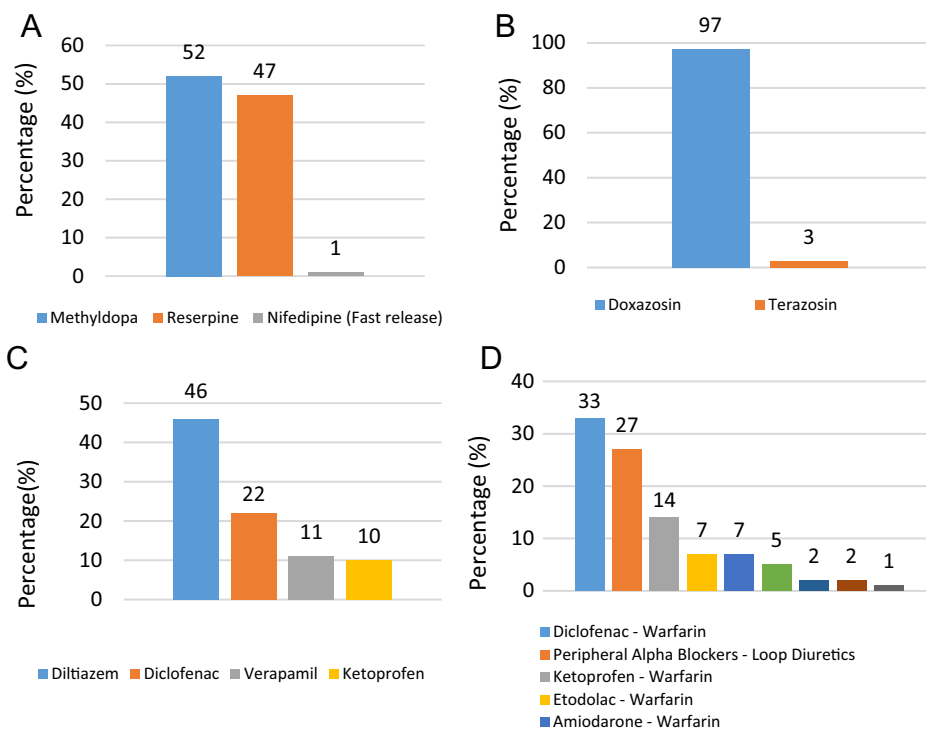 A
Percentage (%)
60
50
40
30
20
10
0
52
47
1
Methyldopa Reserpine Nifedipine (Fast release)
B
Percentage (%)
100
80
60
40
20
0
97
3
Doxazosin Terazosin
C
Percentage(%)
50
40
30
20
10
0
46
22
11
10
Diltiazem Diclofenac Verapamil Ketoprofen
D
Percentage (%)
40
30
20
10
0
33
27
14
7
7
5
2
2
1
Diclofenac - Warfarin
Peripheral Alpha Blockers - Loop Diuretics
Ketoprofen - Warfarin
Etodolac - Warfarin
Amiodarone - Warfarin